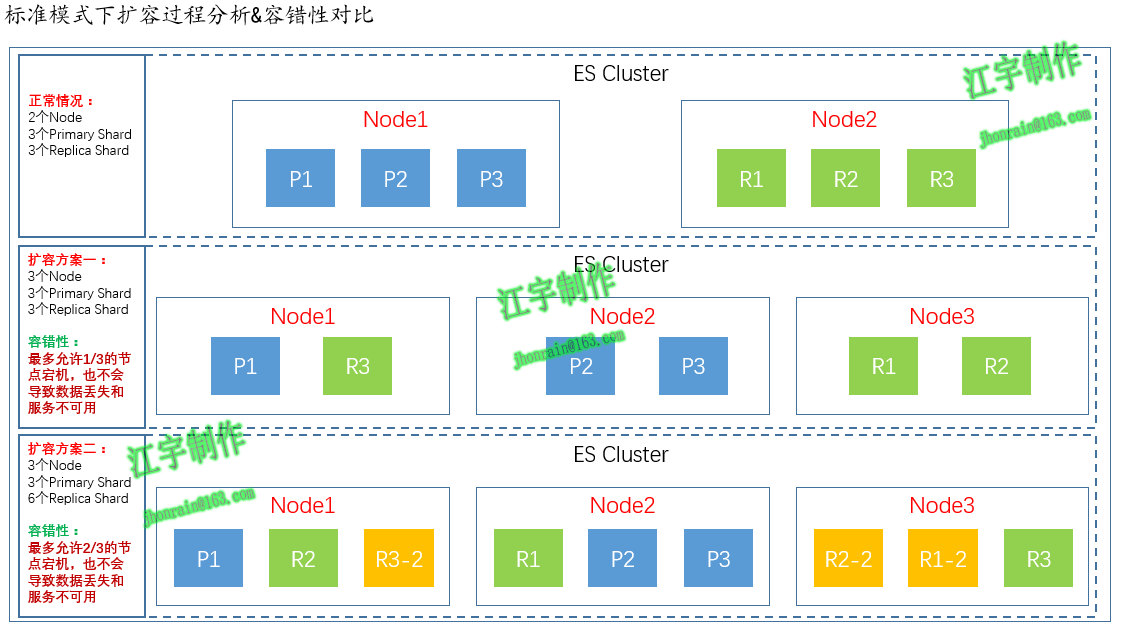 标准模式下扩容过程分析&容错性对比
ES Cluster
江宇制作
jhonrain@163.com
正常情况：
2个Node
3个Primary Shard
3个Replica Shard
Node1
P1 P2 P3
Node2
R1 R2 R3
扩容方案一：
3个Node
3个Primary Shard
3个Replica Shard
容错性：
最多允许1/3的节
点宕机，也不会
导致数据丢失和
服务不可用
ES Cluster
江宇制作
jhonrain@163.com
Node1
P1 R3
Node2
P2 P3
Node3
R1 R2
扩容方案二：
3个Node
3个Primary Shard
6个Replica Shard
容错性：
最多允许2/3的节
点宕机，也不会
导致数据丢失和
服务不可用
江宇制作
jhonrain@163.com
ES Cluster
Node1
P1 R2 R3-2
Node2
R1 P2 P3
Node3
R2-2 R1-2 R3